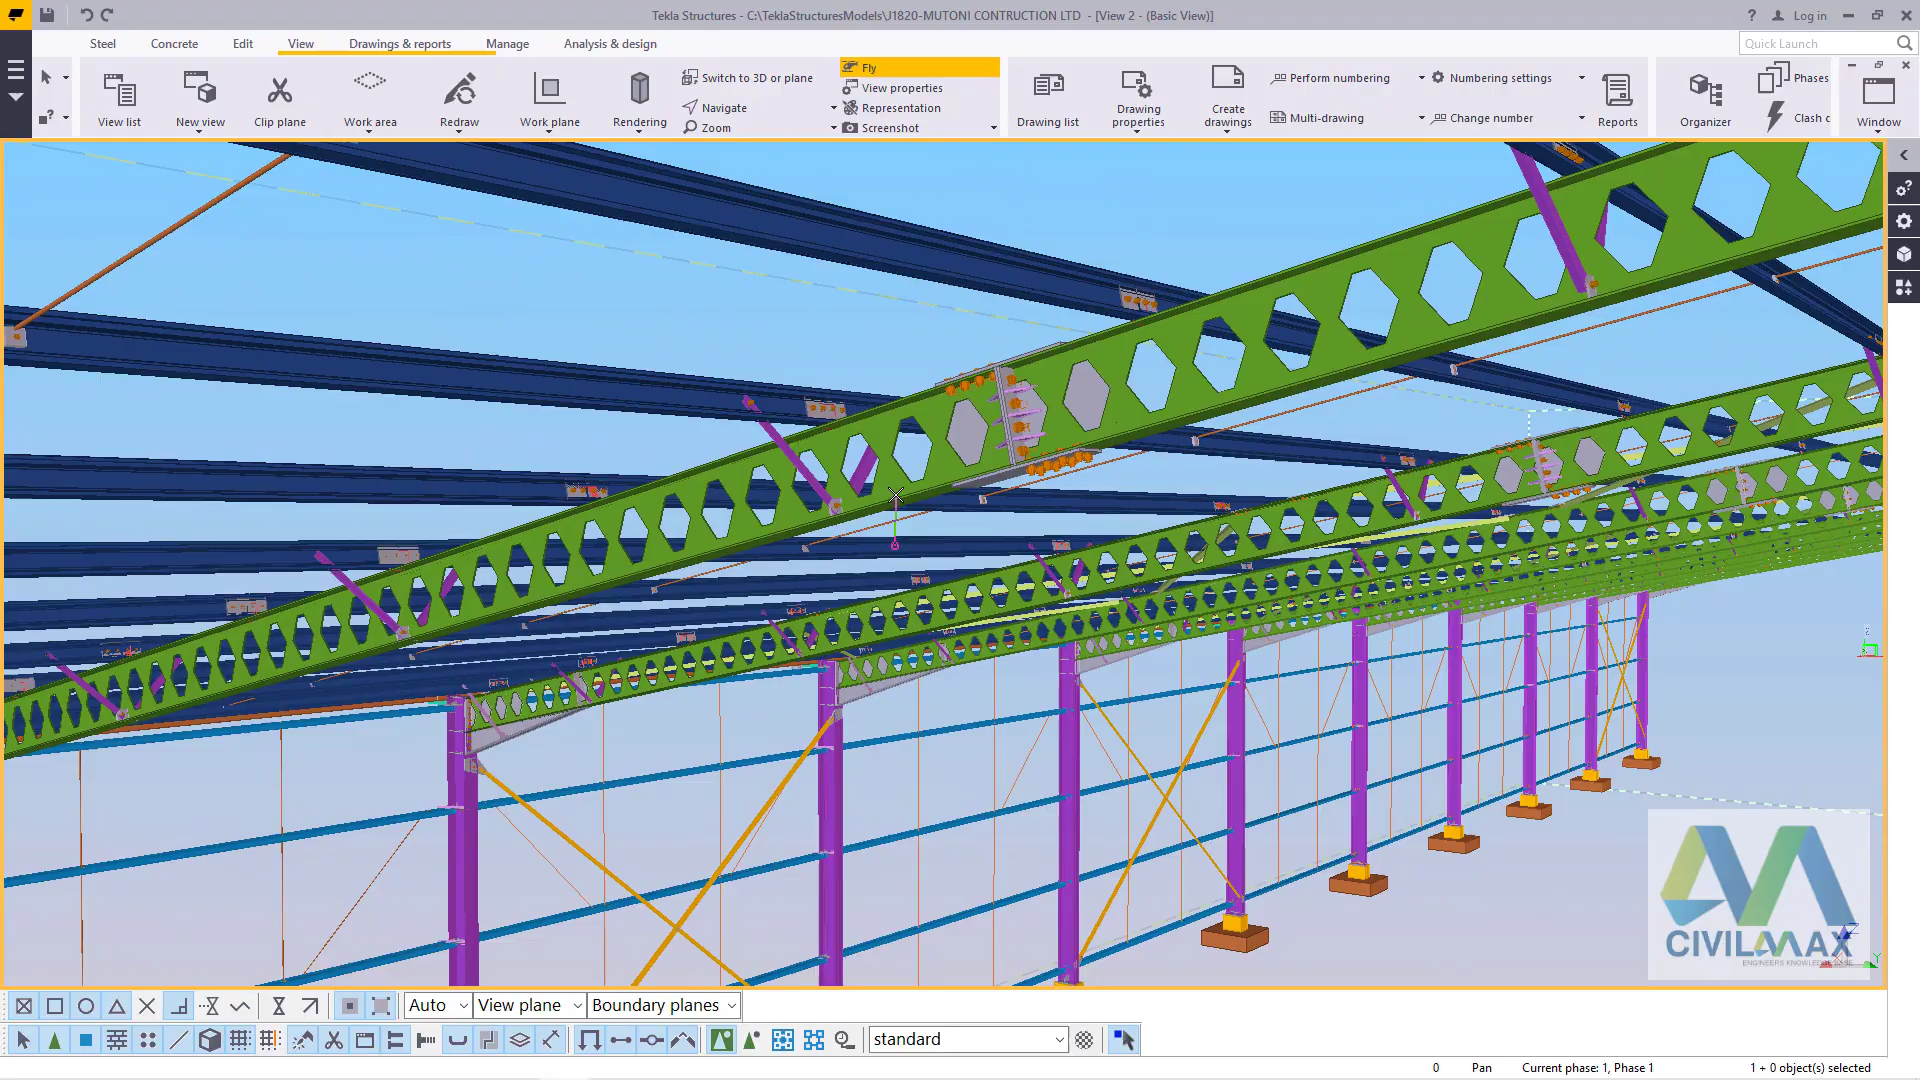 Tekla Structures - C:\TeklaStructuresModels\J1820-MUTONI CONTRUCTION LTD - [View 2 - (Basic View)]
? Log in
Steel Concrete Edit View Drawings & reports Manage Analysis & design
Quick Launch
View list
New view
Clip plane
Work area
Redraw
Work plane
Rendering
Switch to 3D or plane
Navigate
Zoom
Fly
View properties
Representation
Screenshot
Drawing list
Drawing
properties
Create
drawings
Perform numbering
Multi-drawing
Numbering settings
Change number
Reports
Organizer
Phases
Clash c
Window
CIVILMAX
ENGINEERS KNOWLEDGE BASE
Auto
View plane
Boundary planes
standard
0 Pan Current phase: 1, Phase 1 1 + 0 object(s) selected